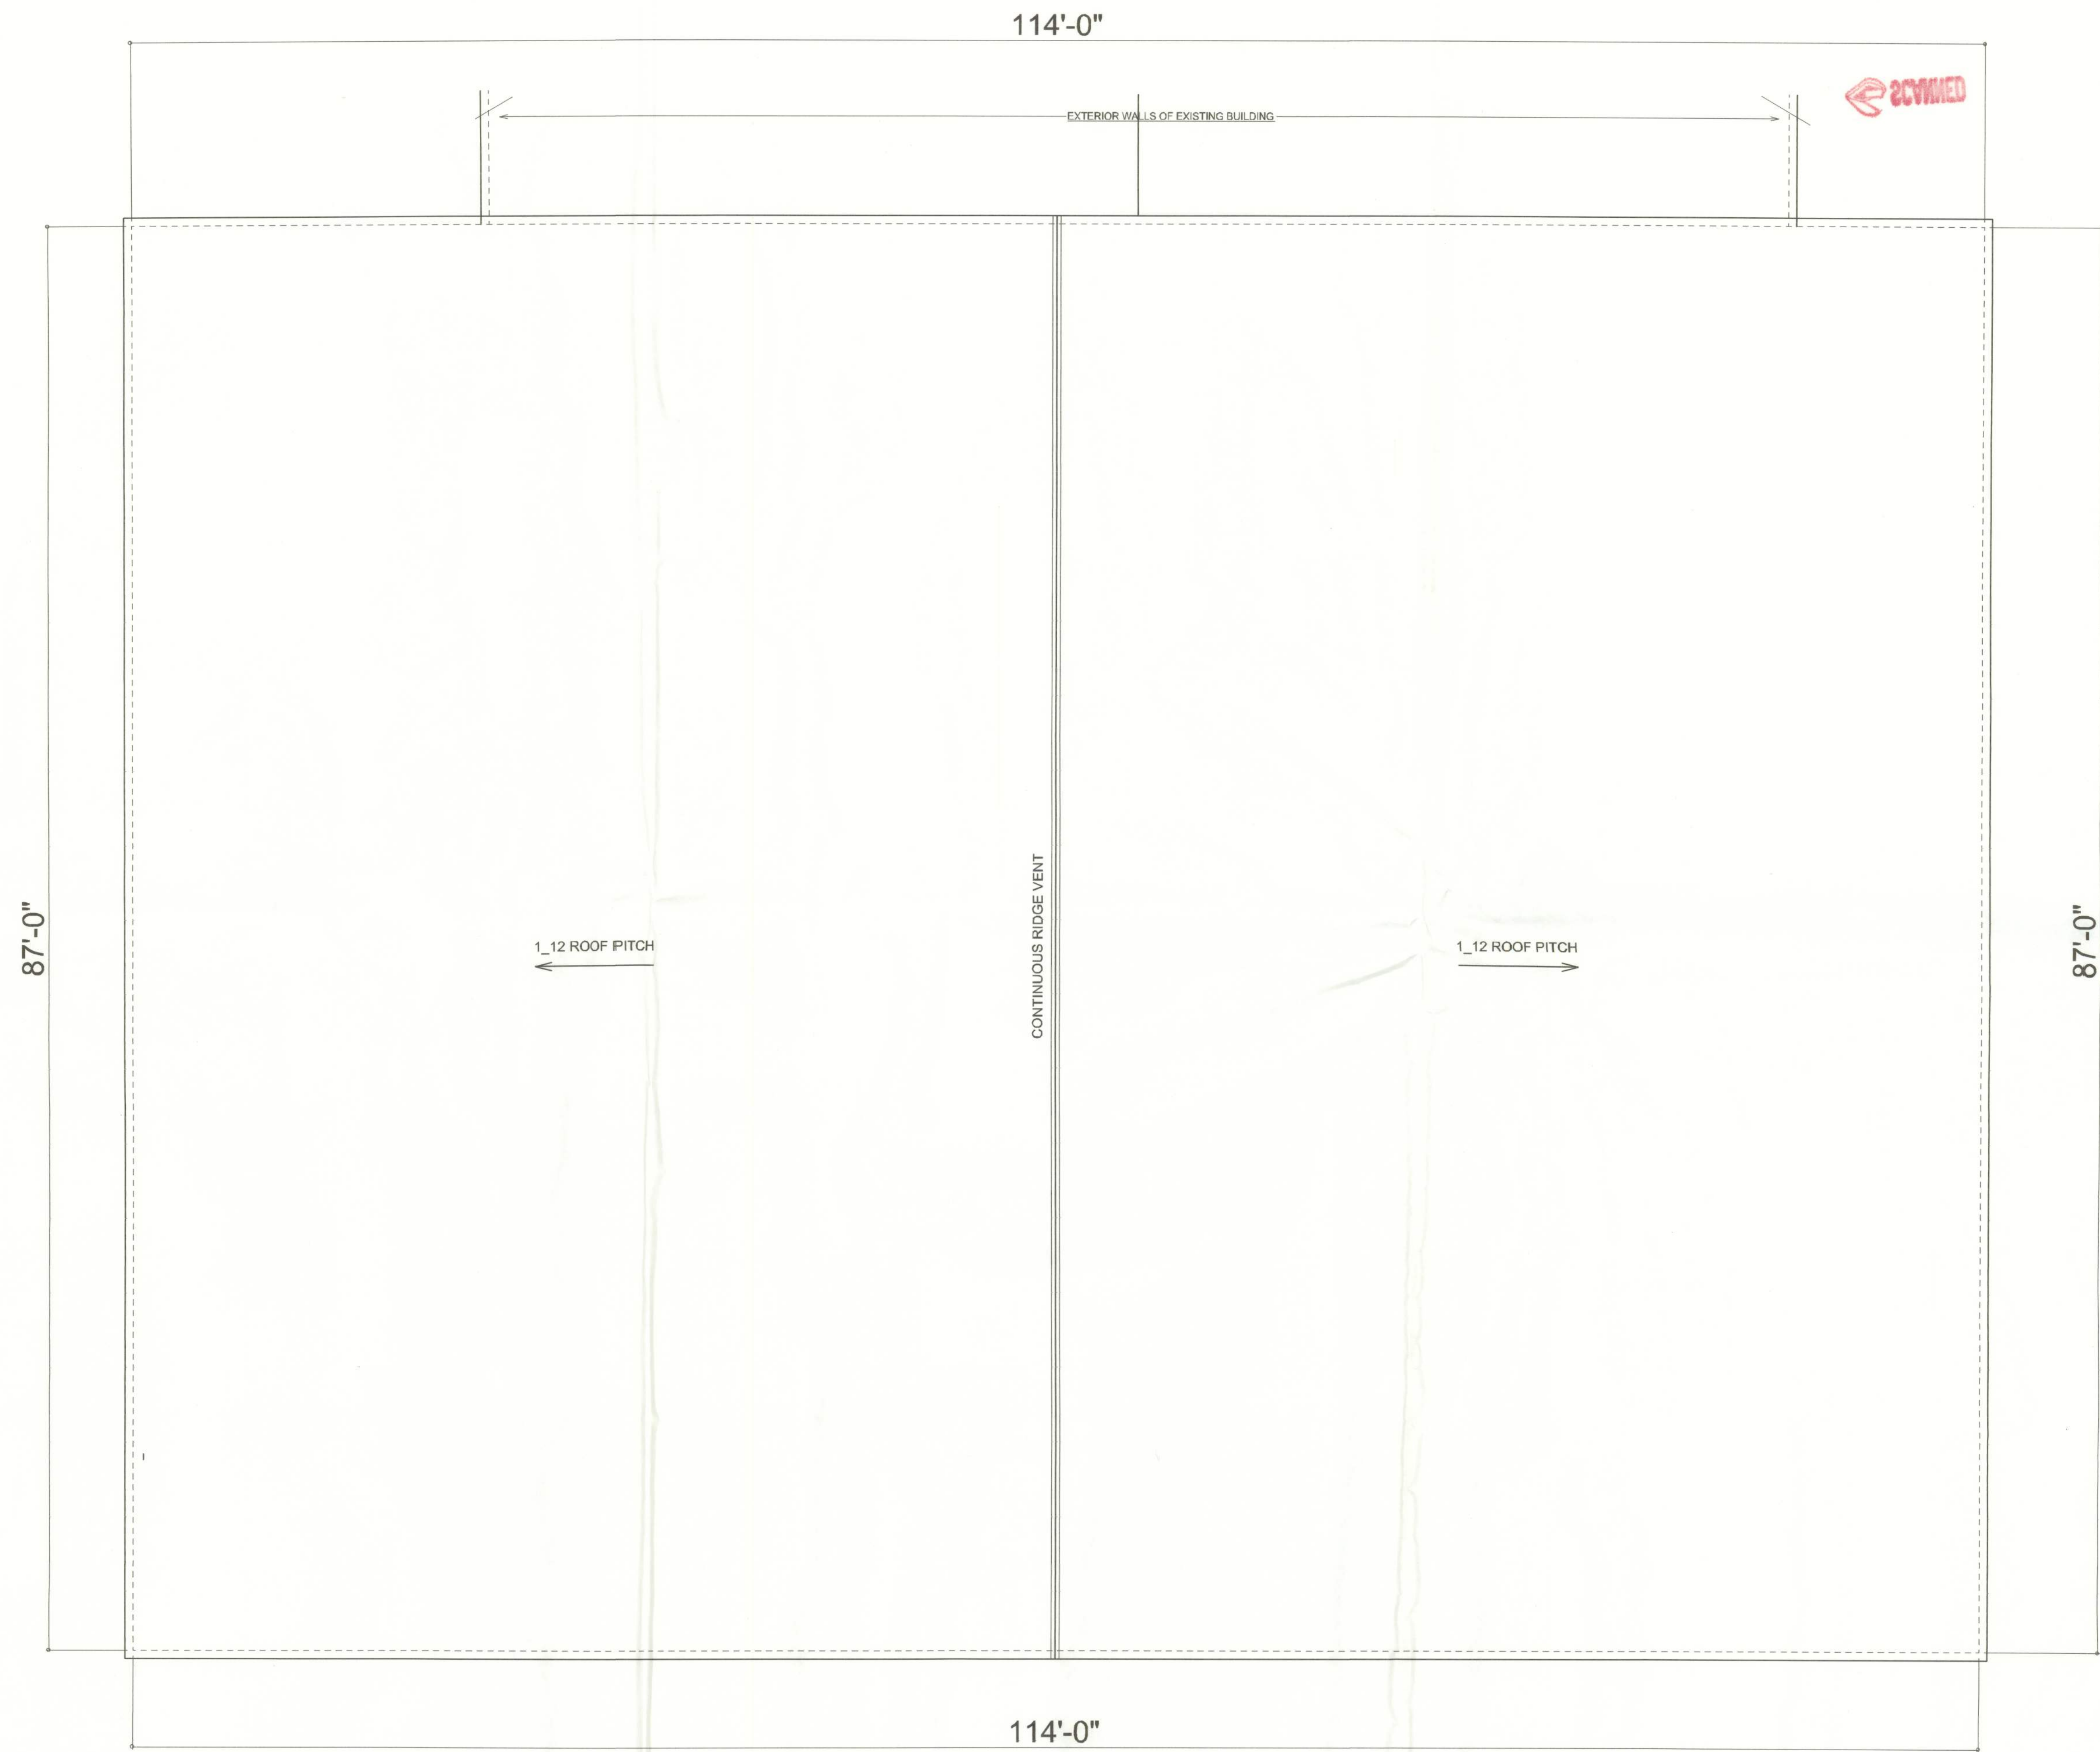 114'-0"
SCANNED
EXTERIOR WALLS OF EXISTING BUILDING
87'-0"
1_12 ROOF PITCH
CONTINUOUS RIDGE VENT
1_12 ROOF PITCH
87'-0"
114'-0"